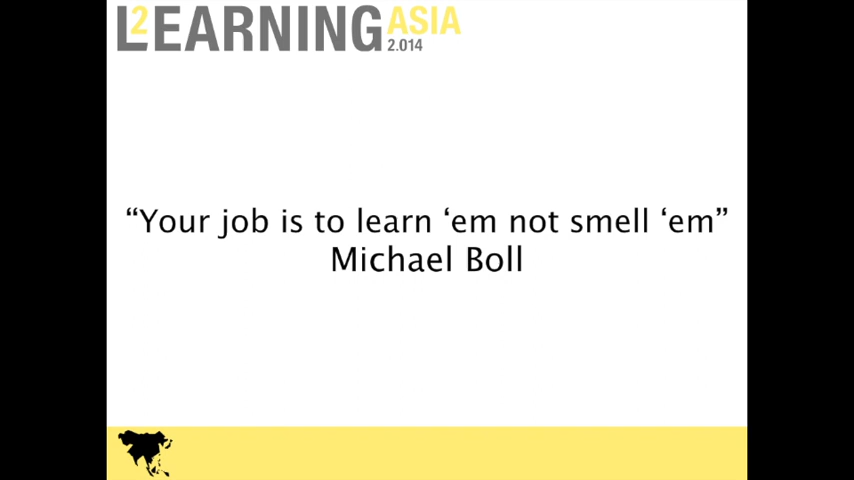 L2EARNING ASIA
2.014
“Your job is to learn ‘em not smell ‘em”
Michael Boll